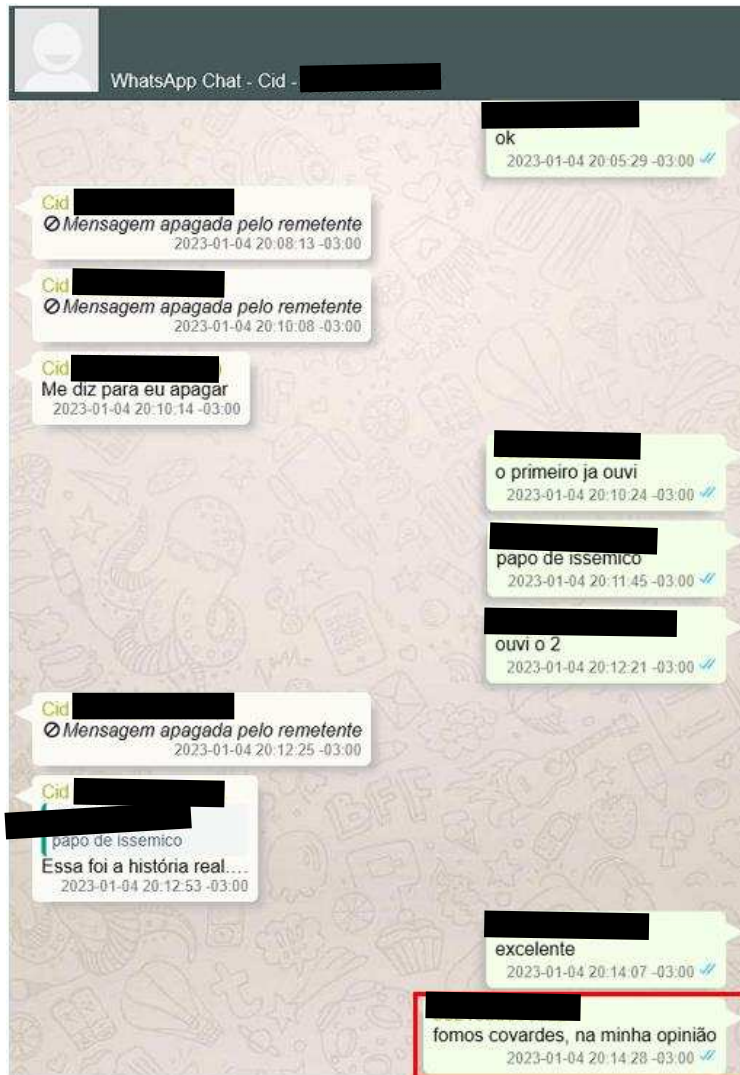 WhatsApp Chat - Cid -
ok
2023-01-04 20:05:29 -03:00
Cid
Mensagem apagada pelo remetente
2023-01-04 20:08:13 -03:00
Cid
Mensagem apagada pelo remetente
2023-01-04 20:10:08 -03:00
Cid
Me diz para eu apagar
2023-01-04 20:10:14 -03:00
o primeiro ja ouvi
2023-01-04 20:10:24 -03:00
papo de issemico
2023-01-04 20:11:45 -03:00
ouvi o 2
2023-01-04 20:12:21 -03:00
Cid
Mensagem apagada pelo remetente
2023-01-04 20:12:25 -03:00
Cid
papo de issemico
Essa foi a história real....
2023-01-04 20:12:53 -03:00
excelente
2023-01-04 20:14:07 -03:00
fomos covardes, na minha opinião
2023-01-04 20:14:28 -03:00